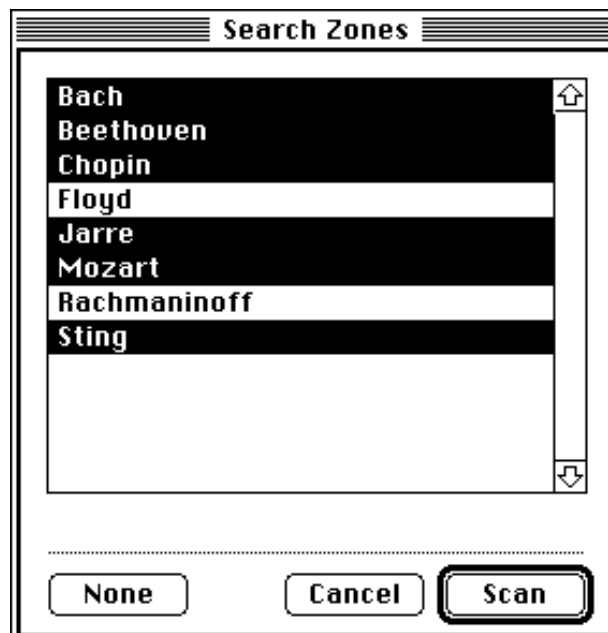 Search Zones
Bach
Beethoven
Chopin
Floyd
Jarre
Mozart
Rachmaninoff
Sting
None Cancel Scan